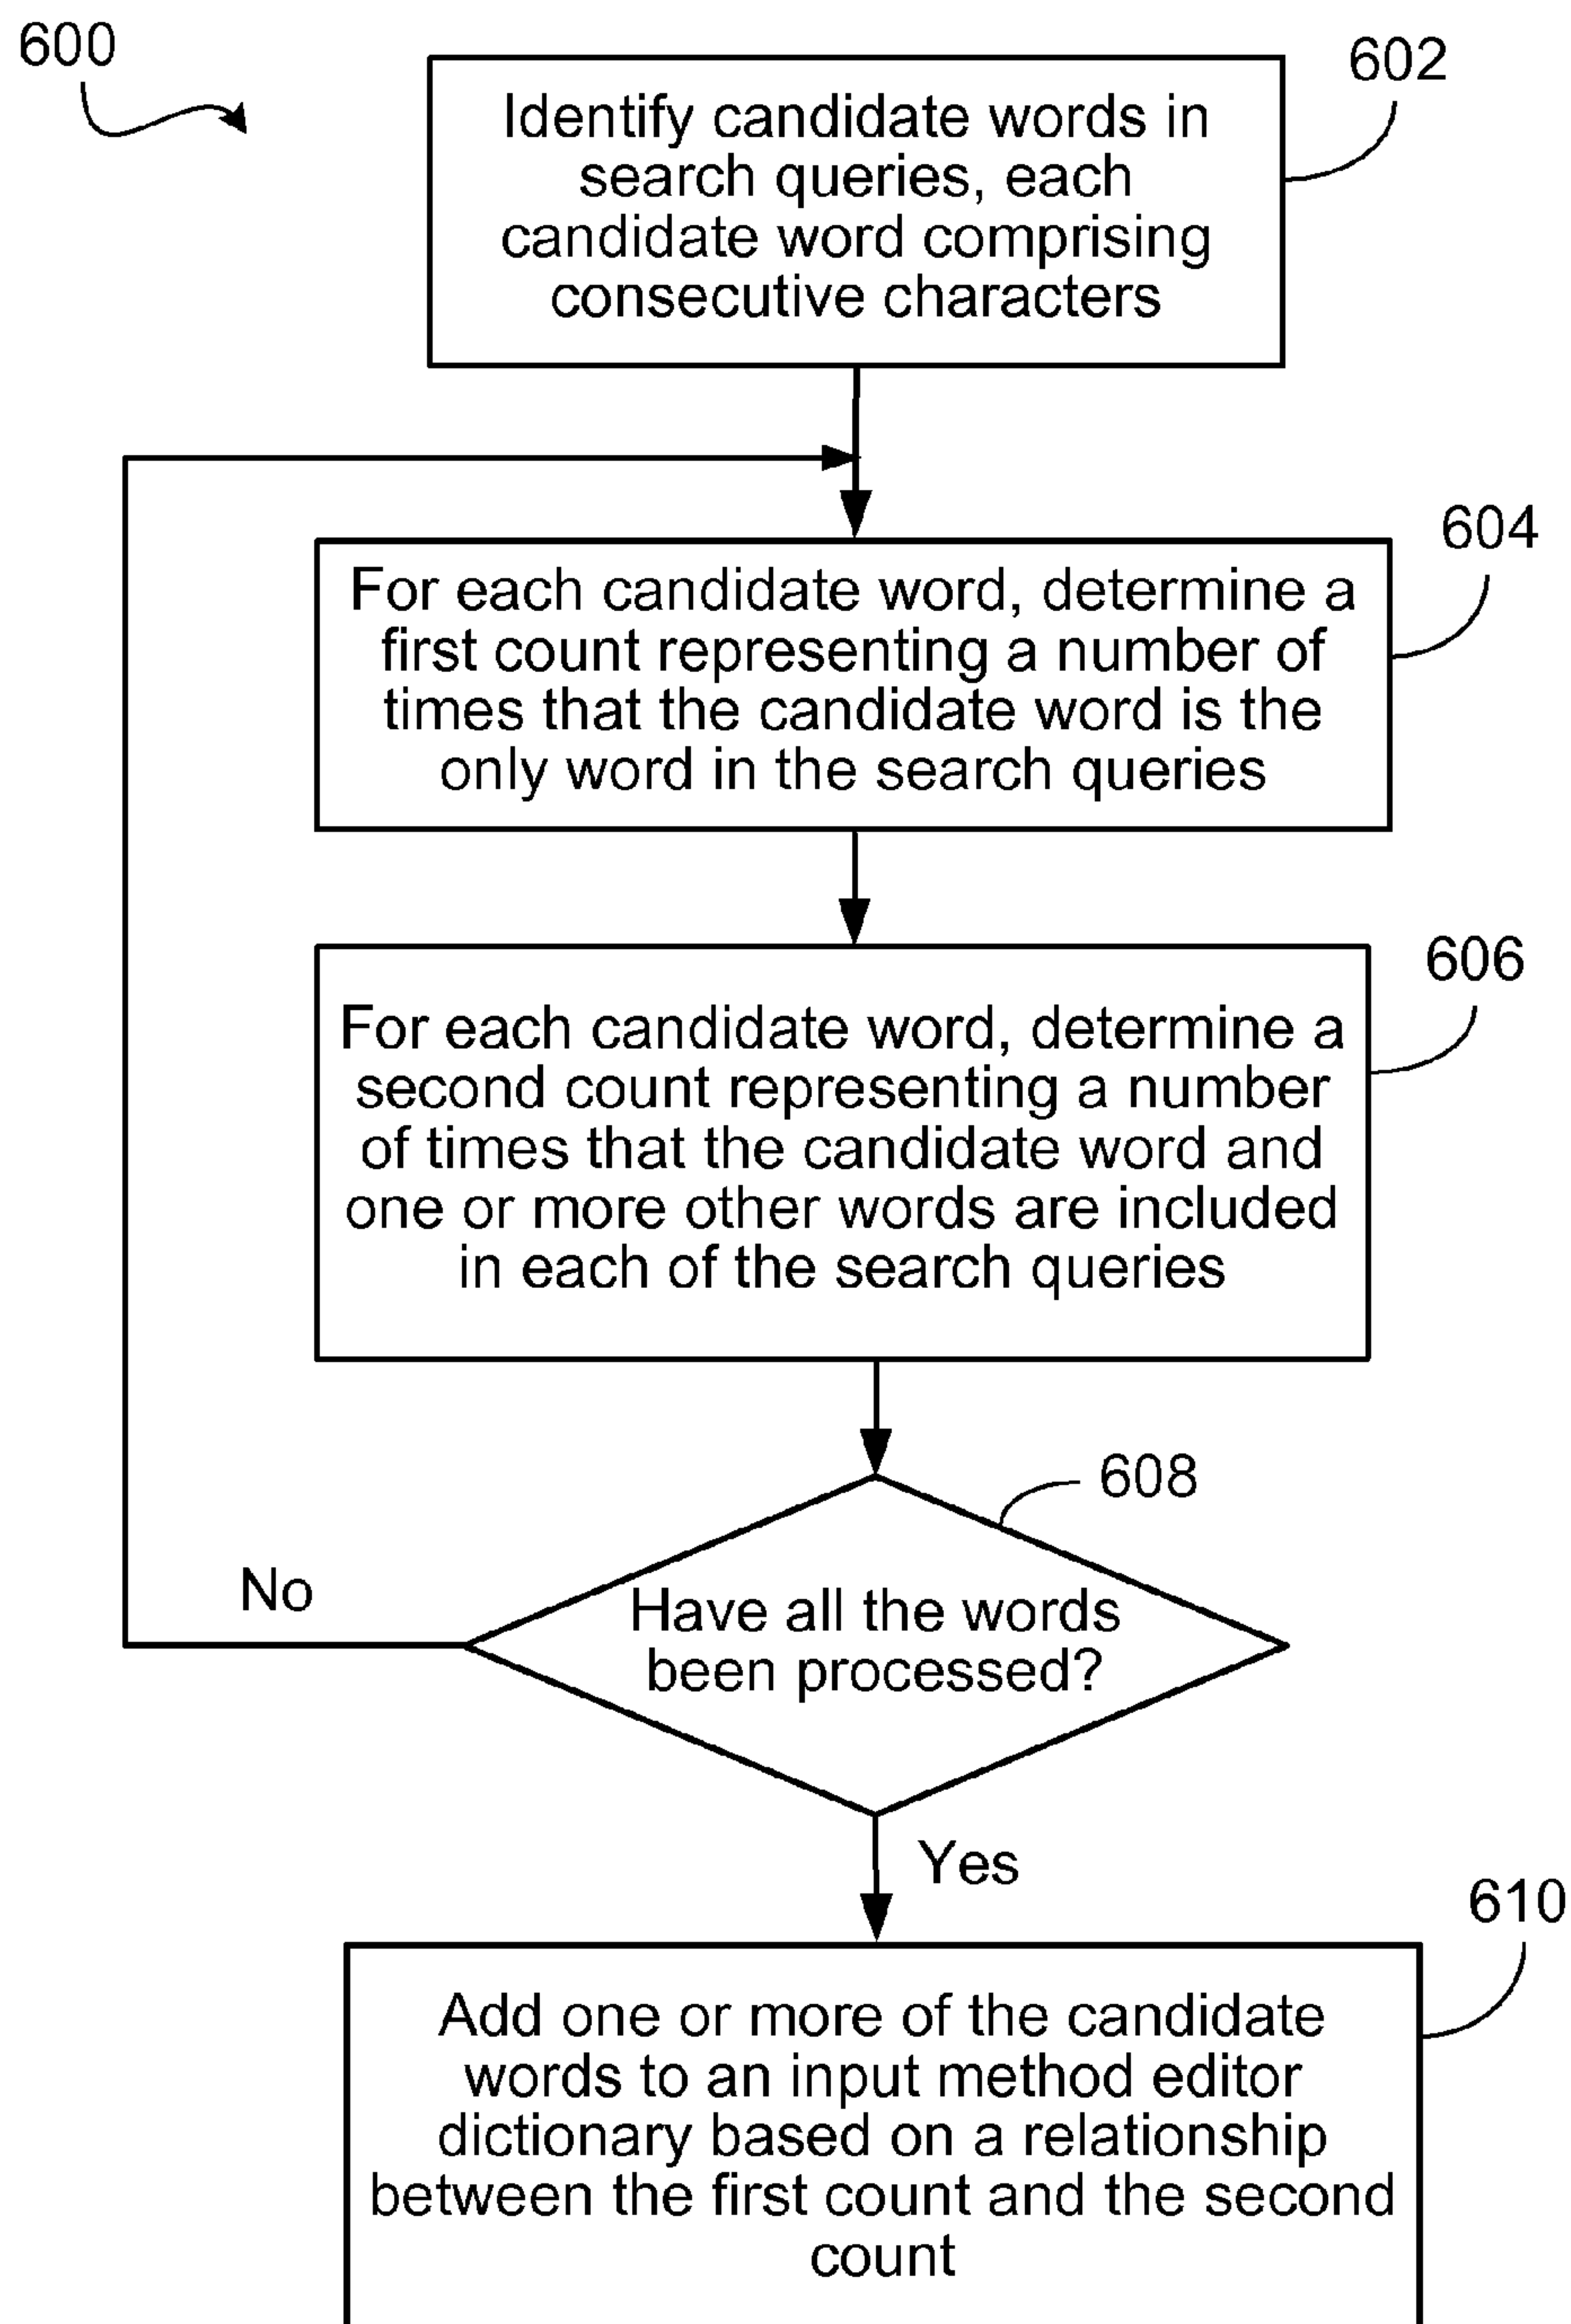 600
602
Identify candidate words in
search queries, each
candidate word comprising
consecutive characters
604
For each candidate word, determine a
first count representing a number of
times that the candidate word is the
only word in the search queries
606
For each candidate word, determine a
second count representing a number
of times that the candidate word and
one or more other words are included
in each of the search queries
608
No
Have all the words
been processed?
Yes
610
Add one or more of the candidate
words to an input method editor
dictionary based on a relationship
between the first count and the second
count